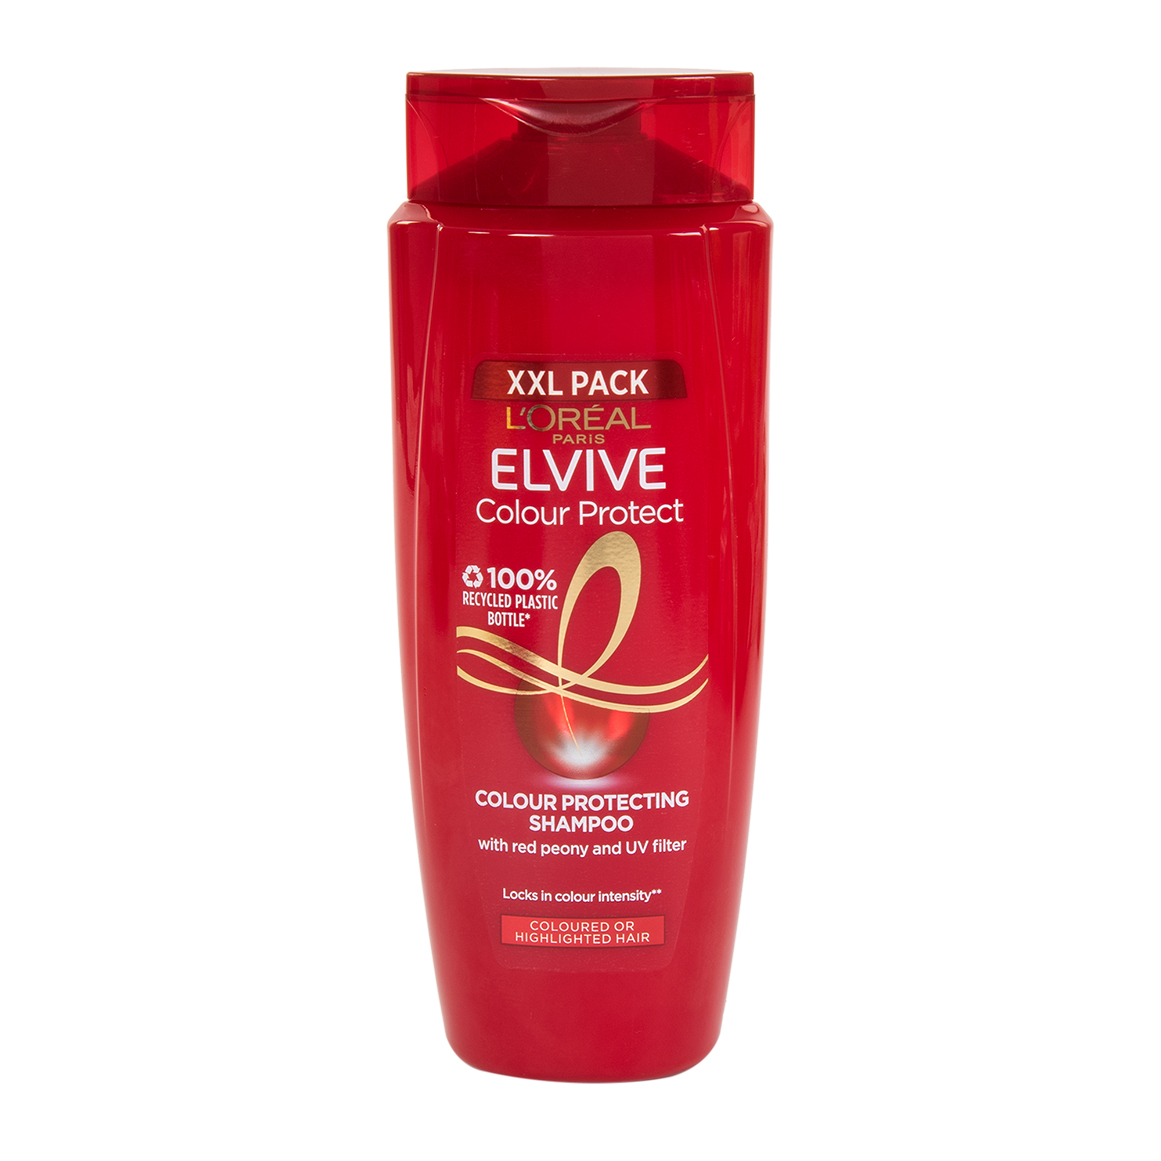 XXL PACK
L'ORÉAL
PARIS
ELVIVE
Colour Protect
100%
RECYCLED PLASTIC
BOTTLE*
COLOUR PROTECTING
SHAMPOO
with red peony and UV filter
Locks in colour intensity**
COLOURED OR
HIGHLIGHTED HAIR